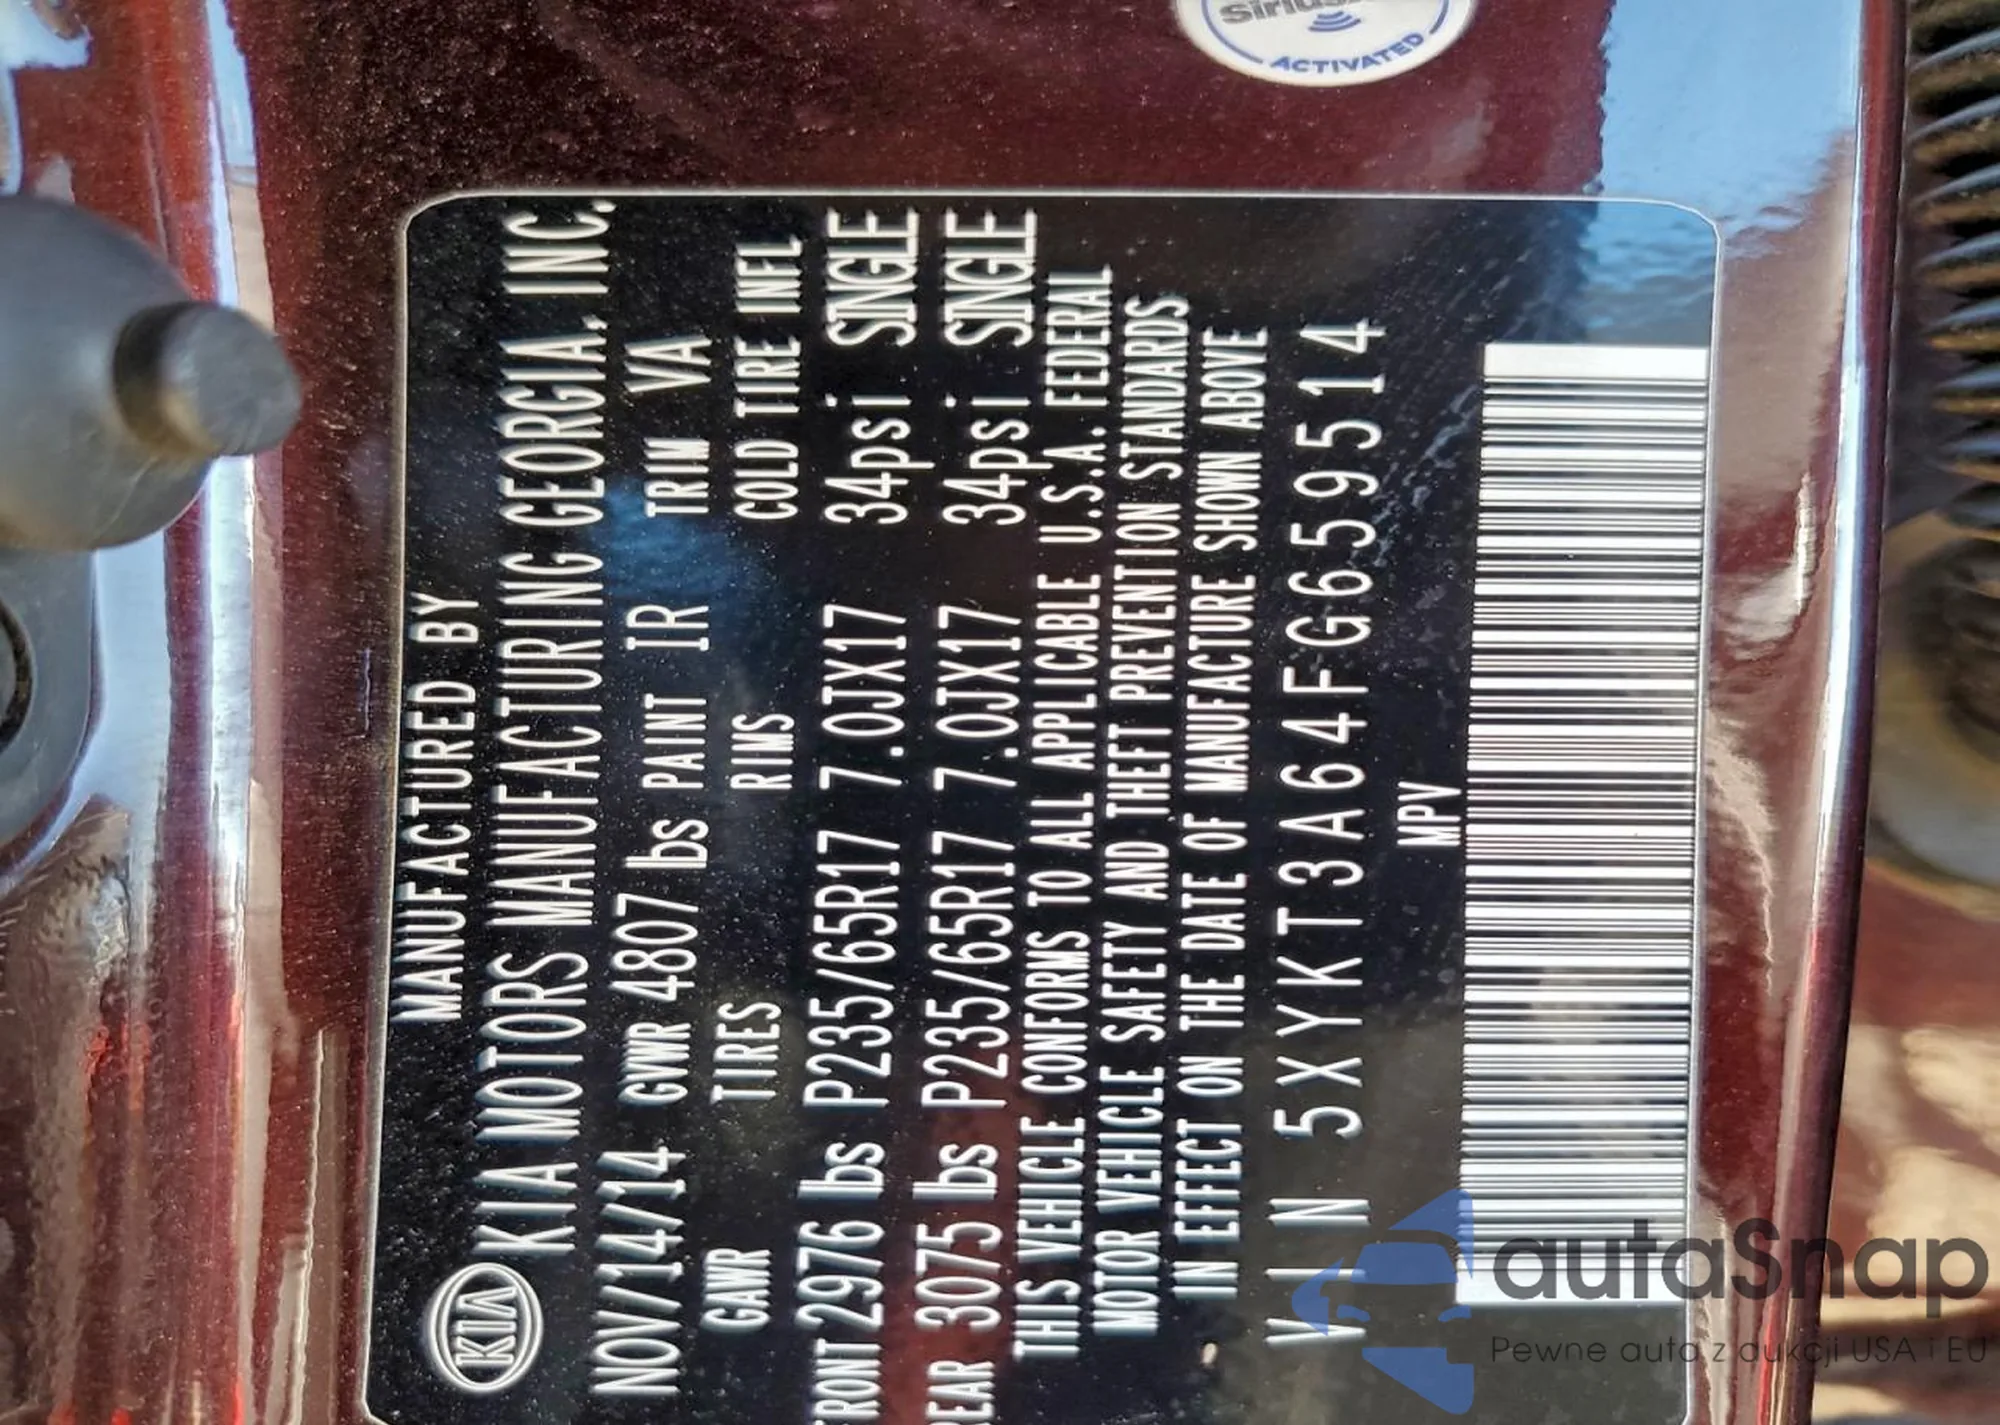 ACTIVATED
MANUFACTURED BY
KIA KIA MOTORS MANUFACTURING GEORGIA, INC.
NOV/14/14 GVWR 4807 lbs PAINT IR TRIM VA
GAWR TIRES RIMS COLD TIRE INFL
FRONT 2976 lbs P235/65R17 7.0JX17 34psi SINGLE
REAR 3075 lbs P235/65R17 7.0JX17 34psi SINGLE
THIS VEHICLE CONFORMS TO ALL APPLICABLE U.S.A. FEDERAL
MOTOR VEHICLE SAFETY AND THEFT PREVENTION STANDARDS
IN EFFECT ON THE DATE OF MANUFACTURE SHOWN ABOVE
VIN 5XYKT3A64FG659514
MPV
autaSnap
Pewne auta z aukcji USA i EU